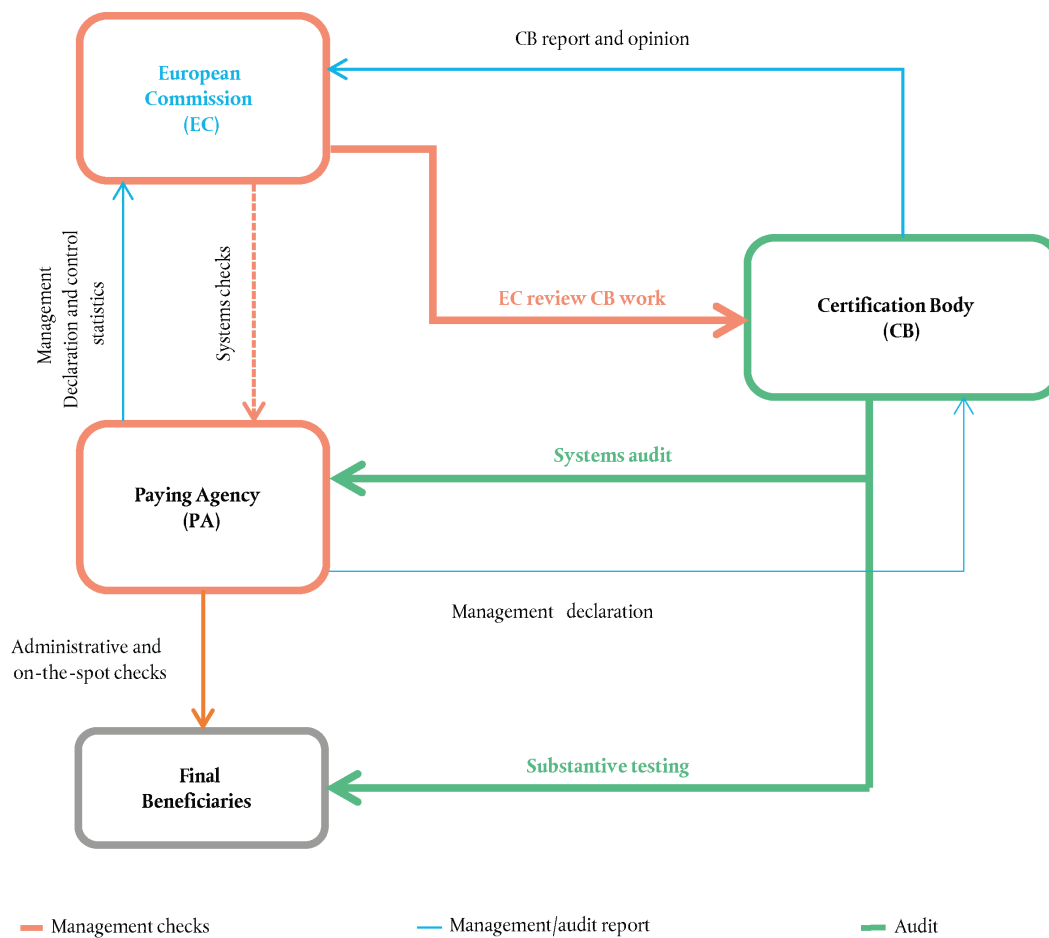 CB report and opinion
European
Commission
(EC)
Management
Declaration and control
statistics
Systems checks
EC review CB work
Certification Body
(CB)
Systems audit
Paying Agency
(PA)
Management declaration
Administrative and
on-the-spot checks
Substantive testing
Final
Beneficiaries
Management checks
Management/audit report
Audit